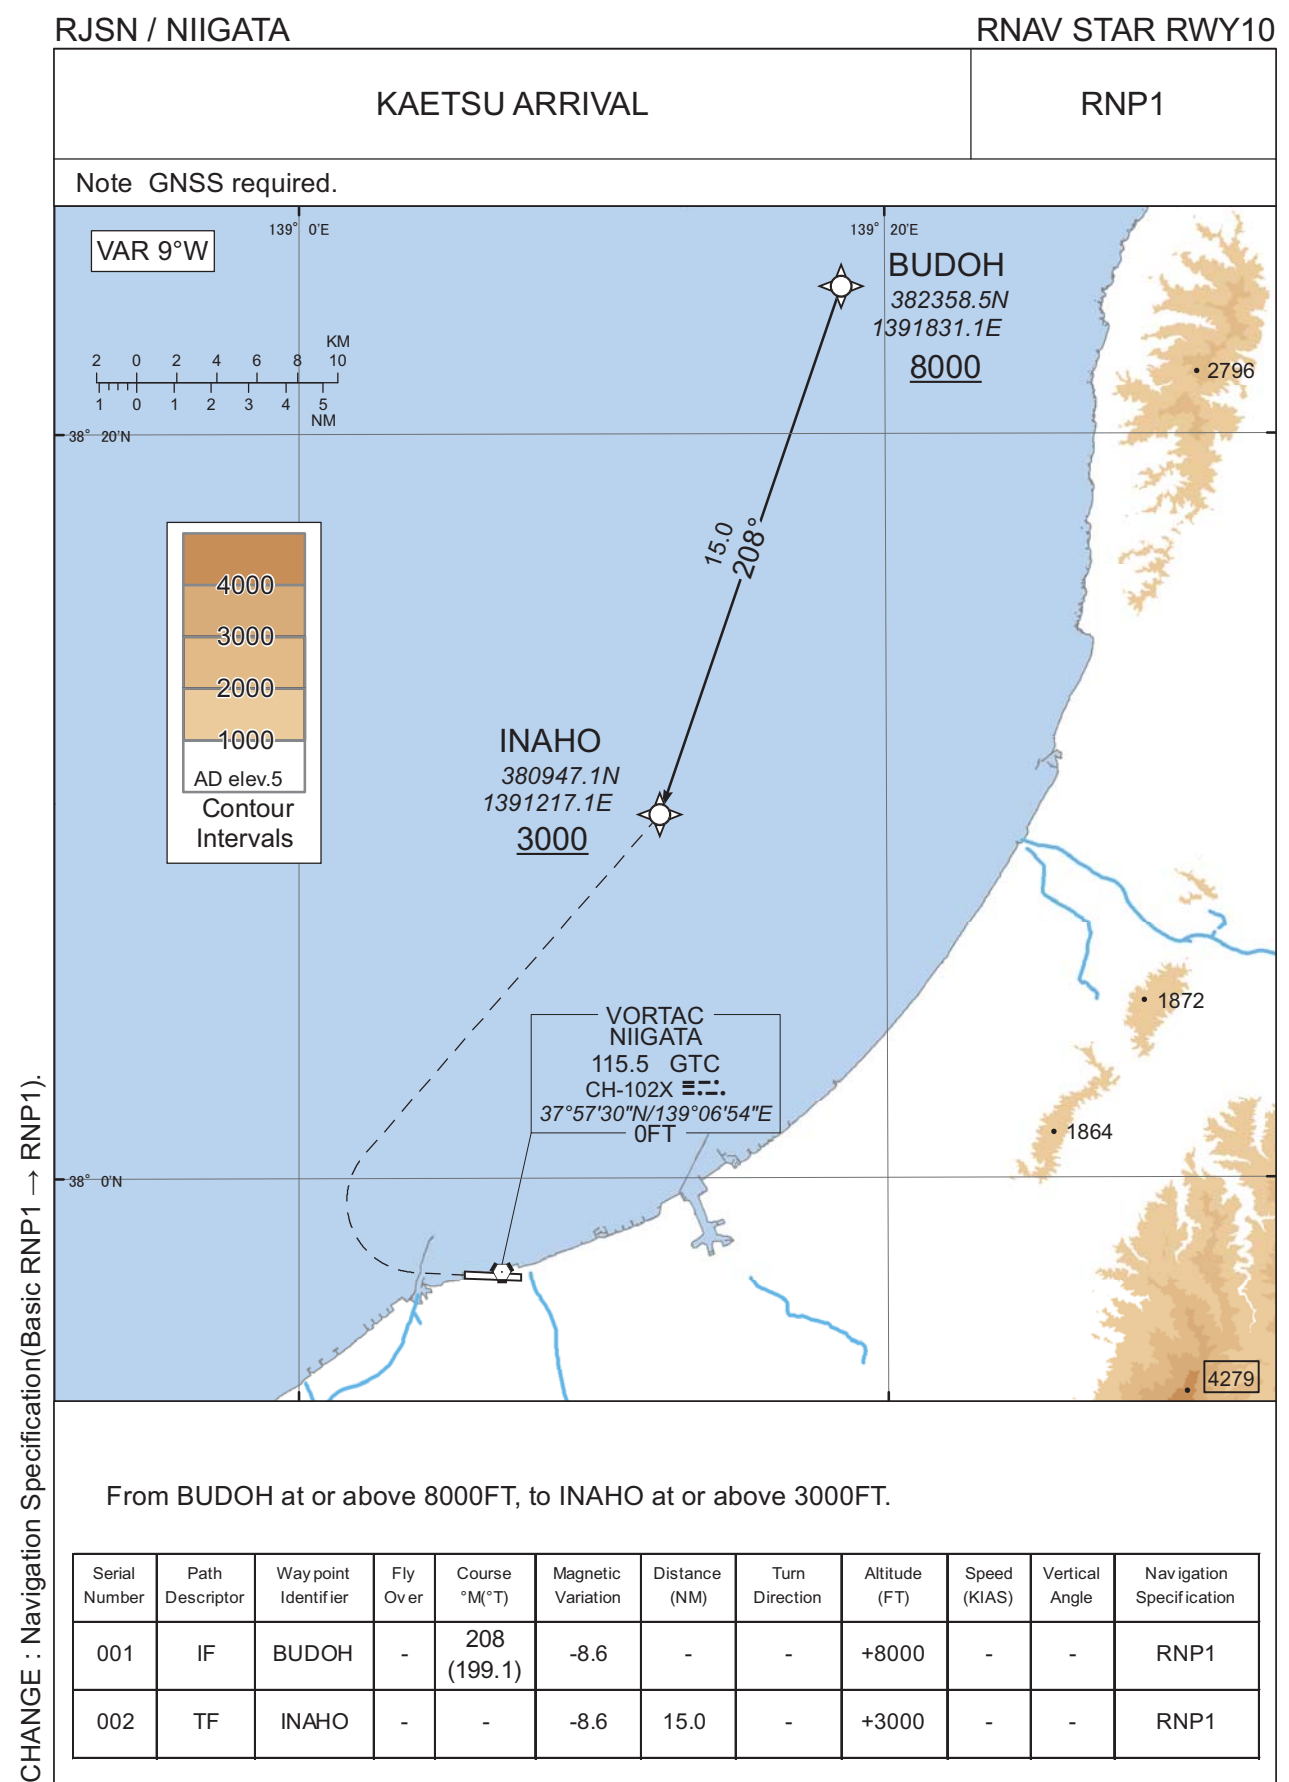 RJSN / NIIGATA
RNAV STAR RWY10
KAETSU ARRIVAL
RNP1
Note GNSS required.
139° 0'E
139° 20'E
VAR 9°W
BUDOH
382358.5N
1391831.1E
8000
KM
2 0 2 4 6 8 10
1 0 1 2 3 4 5
NM
2796
38° 20'N
15.0
208°
4000
3000
2000
1000
AD elev.5
Contour
Intervals
INAHO
380947.1N
1391217.1E
3000
VORTAC
NIIGATA
115.5 GTC
CH-102X
37°57'30"N/139°06'54"E
0FT
1872
1864
38° 0'N
4279
CHANGE : Navigation Specification(Basic RNP1 → RNP1).
From BUDOH at or above 8000FT, to INAHO at or above 3000FT.
Serial Number Path Descriptor Waypoint Identifier Fly Over Course °M(°T) Magnetic Variation Distance (NM) Turn Direction Altitude (FT) Speed (KIAS) Vertical Angle Navigation Specification
001 IF BUDOH - 208 (199.1) -8.6 - - +8000 - - RNP1
002 TF INAHO - - -8.6 15.0 - +3000 - - RNP1